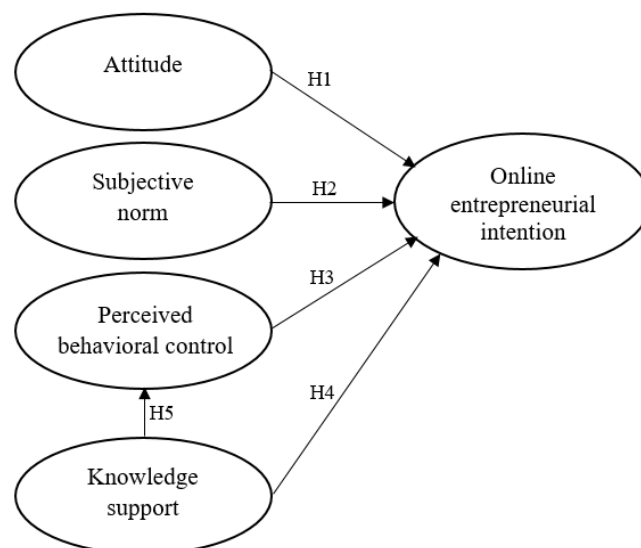 Attitude
H1
Subjective
norm
H2
Online
entrepreneurial
intention
Perceived
behavioral control
H3
H4
H5
Knowledge
support